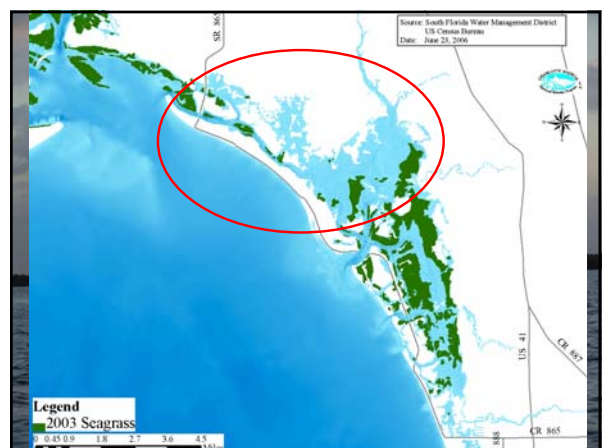 Source: South Florida Water Management District
US Census Bureau
Date: June 23, 2006
SR 865
US 41
CR 887
CR 865
888
Legend
2003 Seagrass
0 0.45 0.9 1.8 2.7 3.6 4.5